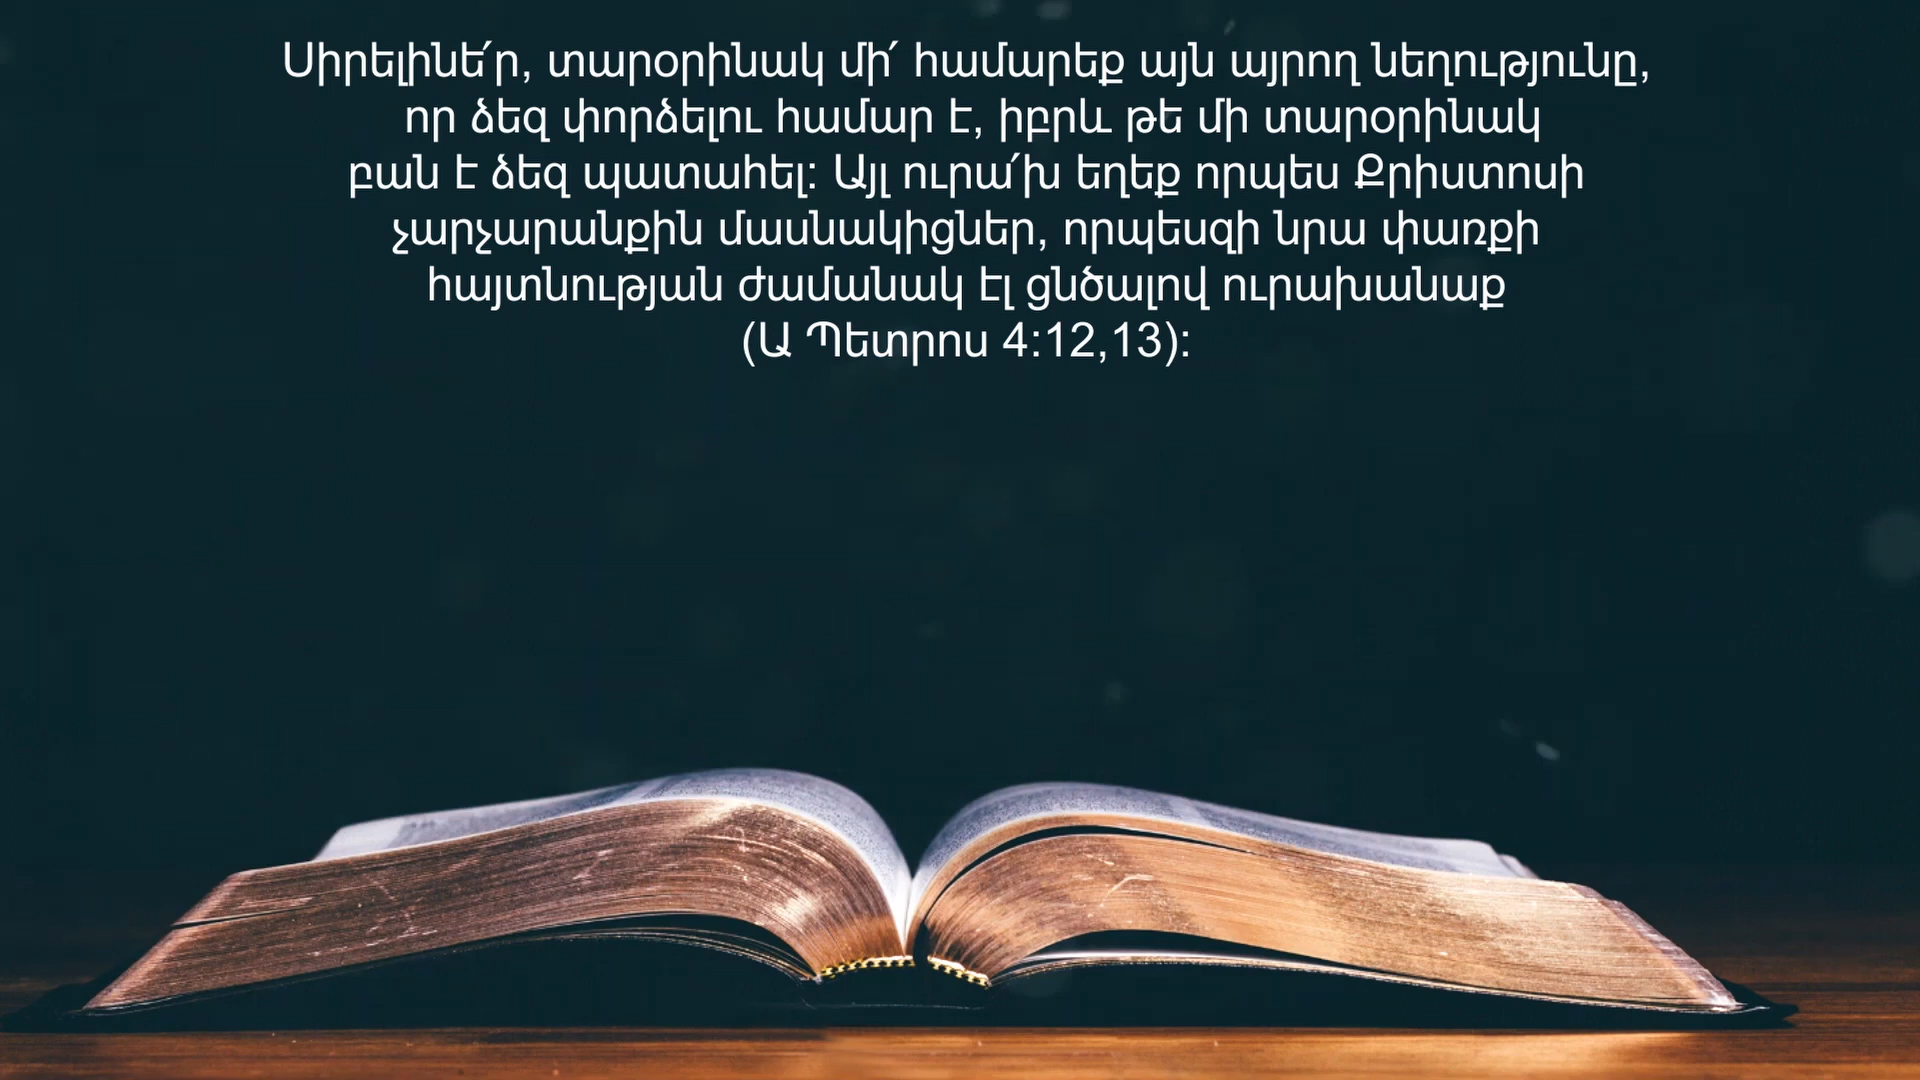 Սիրելինե՛ր, տարօրինակ մի՛ համարեք այն այրող նեղությունը,
որ ձեզ փորձելու համար է, իբրև թե մի տարօրինակ
բան է ձեզ պատահել: Այլ ուրա՛խ եղեք որպես Քրիստոսի
չարչարանքին մասնակիցներ, որպեսզի նրա փառքի
հայտնության ժամանակ էլ ցնծալով ուրախանաք
(Ա Պետրոս 4:12,13):